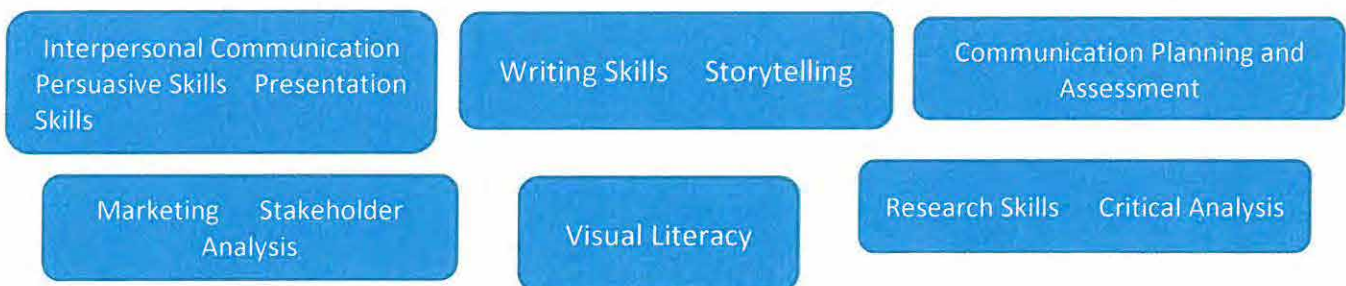 Interpersonal Communication
Persuasive Skills Presentation
Skills
Writing Skills Storytelling
Communication Planning and
Assessment
Marketing Stakeholder
Analysis
Visual Literacy
Research Skills Critical Analysis